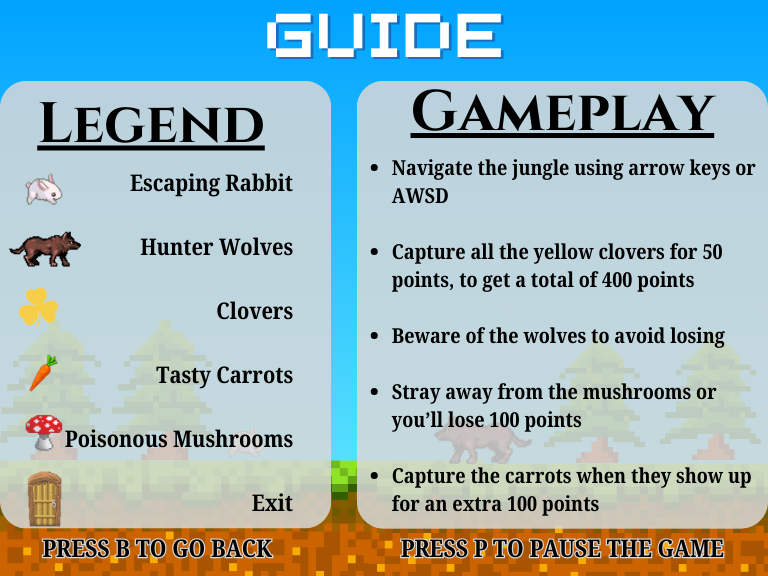 GUIDE
LEGEND
Escaping Rabbit
Hunter Wolves
Clovers
Tasty Carrots
Poisonous Mushrooms
Exit
PRESS B TO GO BACK
GAMEPLAY
• Navigate the jungle using arrow keys or
AWSD
• Capture all the yellow clovers for 50
points, to get a total of 400 points
• Beware of the wolves to avoid losing
• Stray away from the mushrooms or
you’ll lose 100 points
• Capture the carrots when they show up
for an extra 100 points
PRESS P TO PAUSE THE GAME